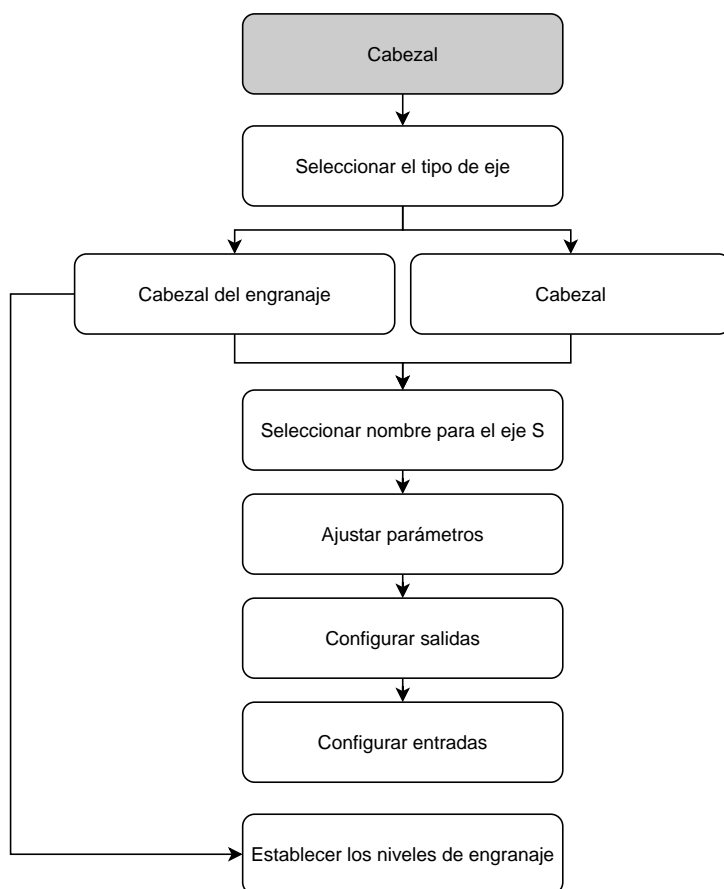 Cabezal
Seleccionar el tipo de eje
Cabezal del engranaje
Cabezal
Seleccionar nombre para el eje S
Ajustar parámetros
Configurar salidas
Configurar entradas
Establecer los niveles de engranaje